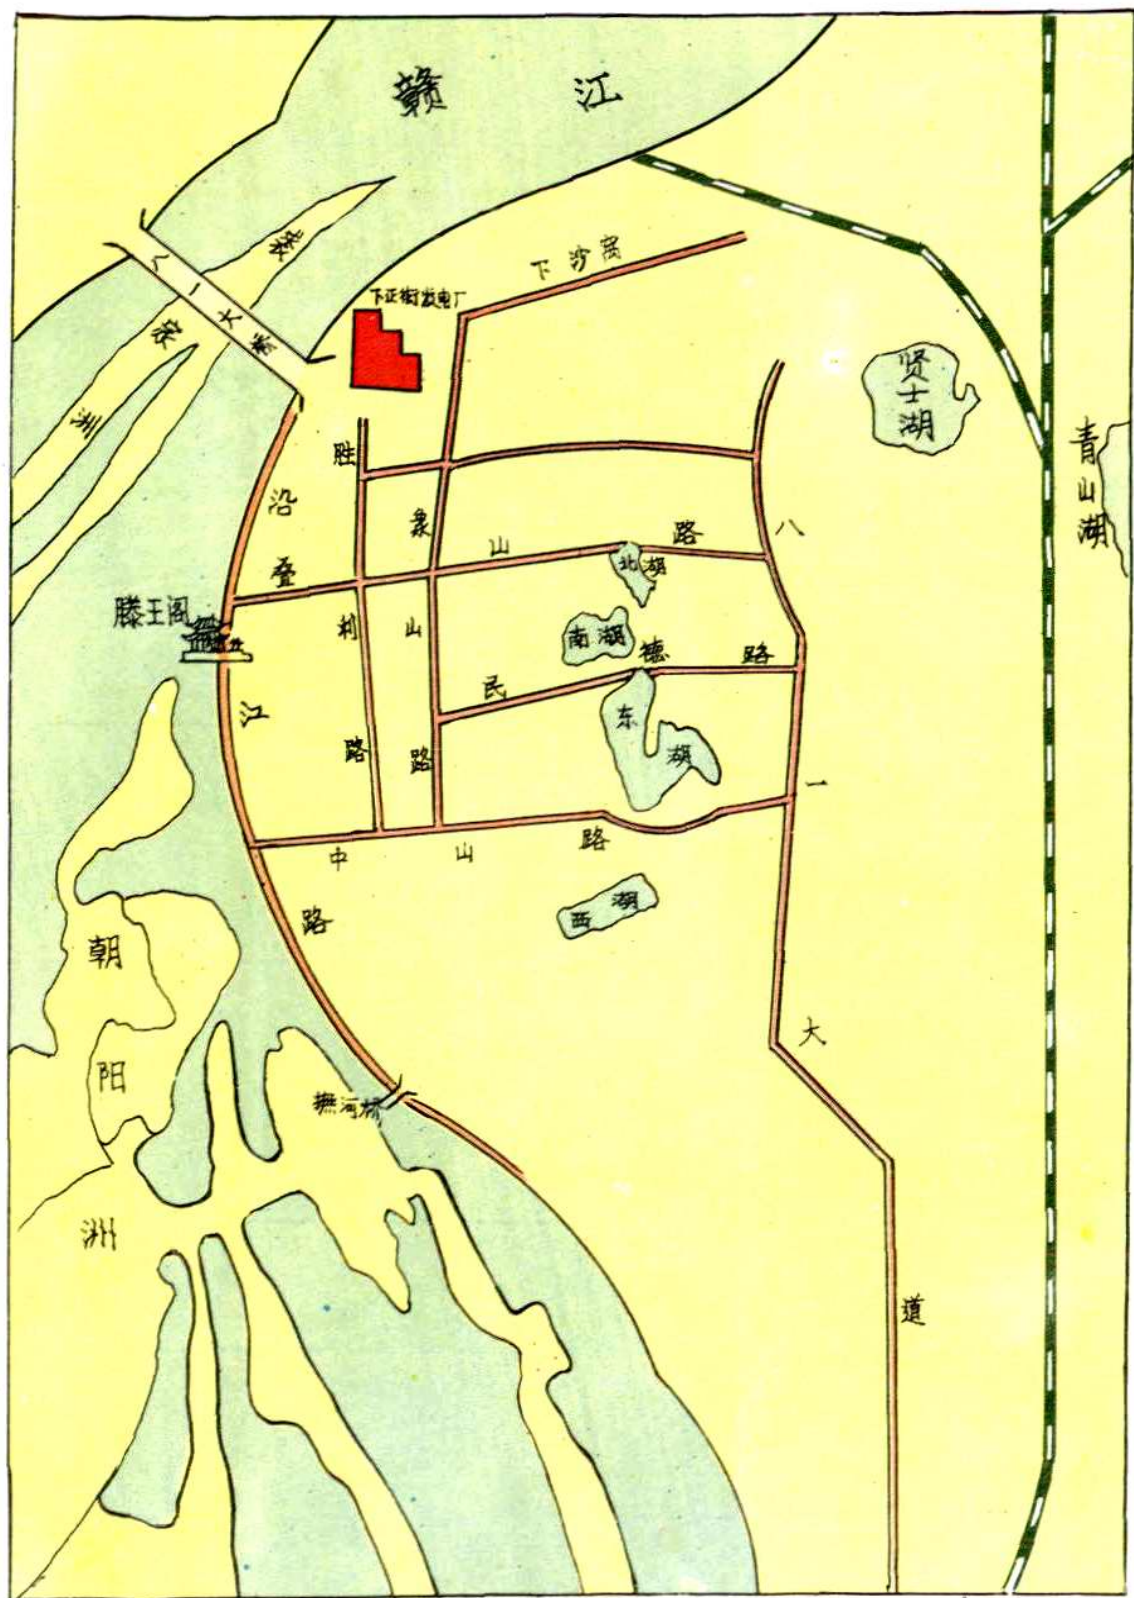 赣江
裘家洲
八一大桥
下沙窝
下正街发电厂
贤士湖
青山湖
胜利路
沿江路
象山路
叠山路
八一大道
北湖
滕王阁
南湖
民德路
东湖
中山路
西湖
朝阳洲
抚河桥